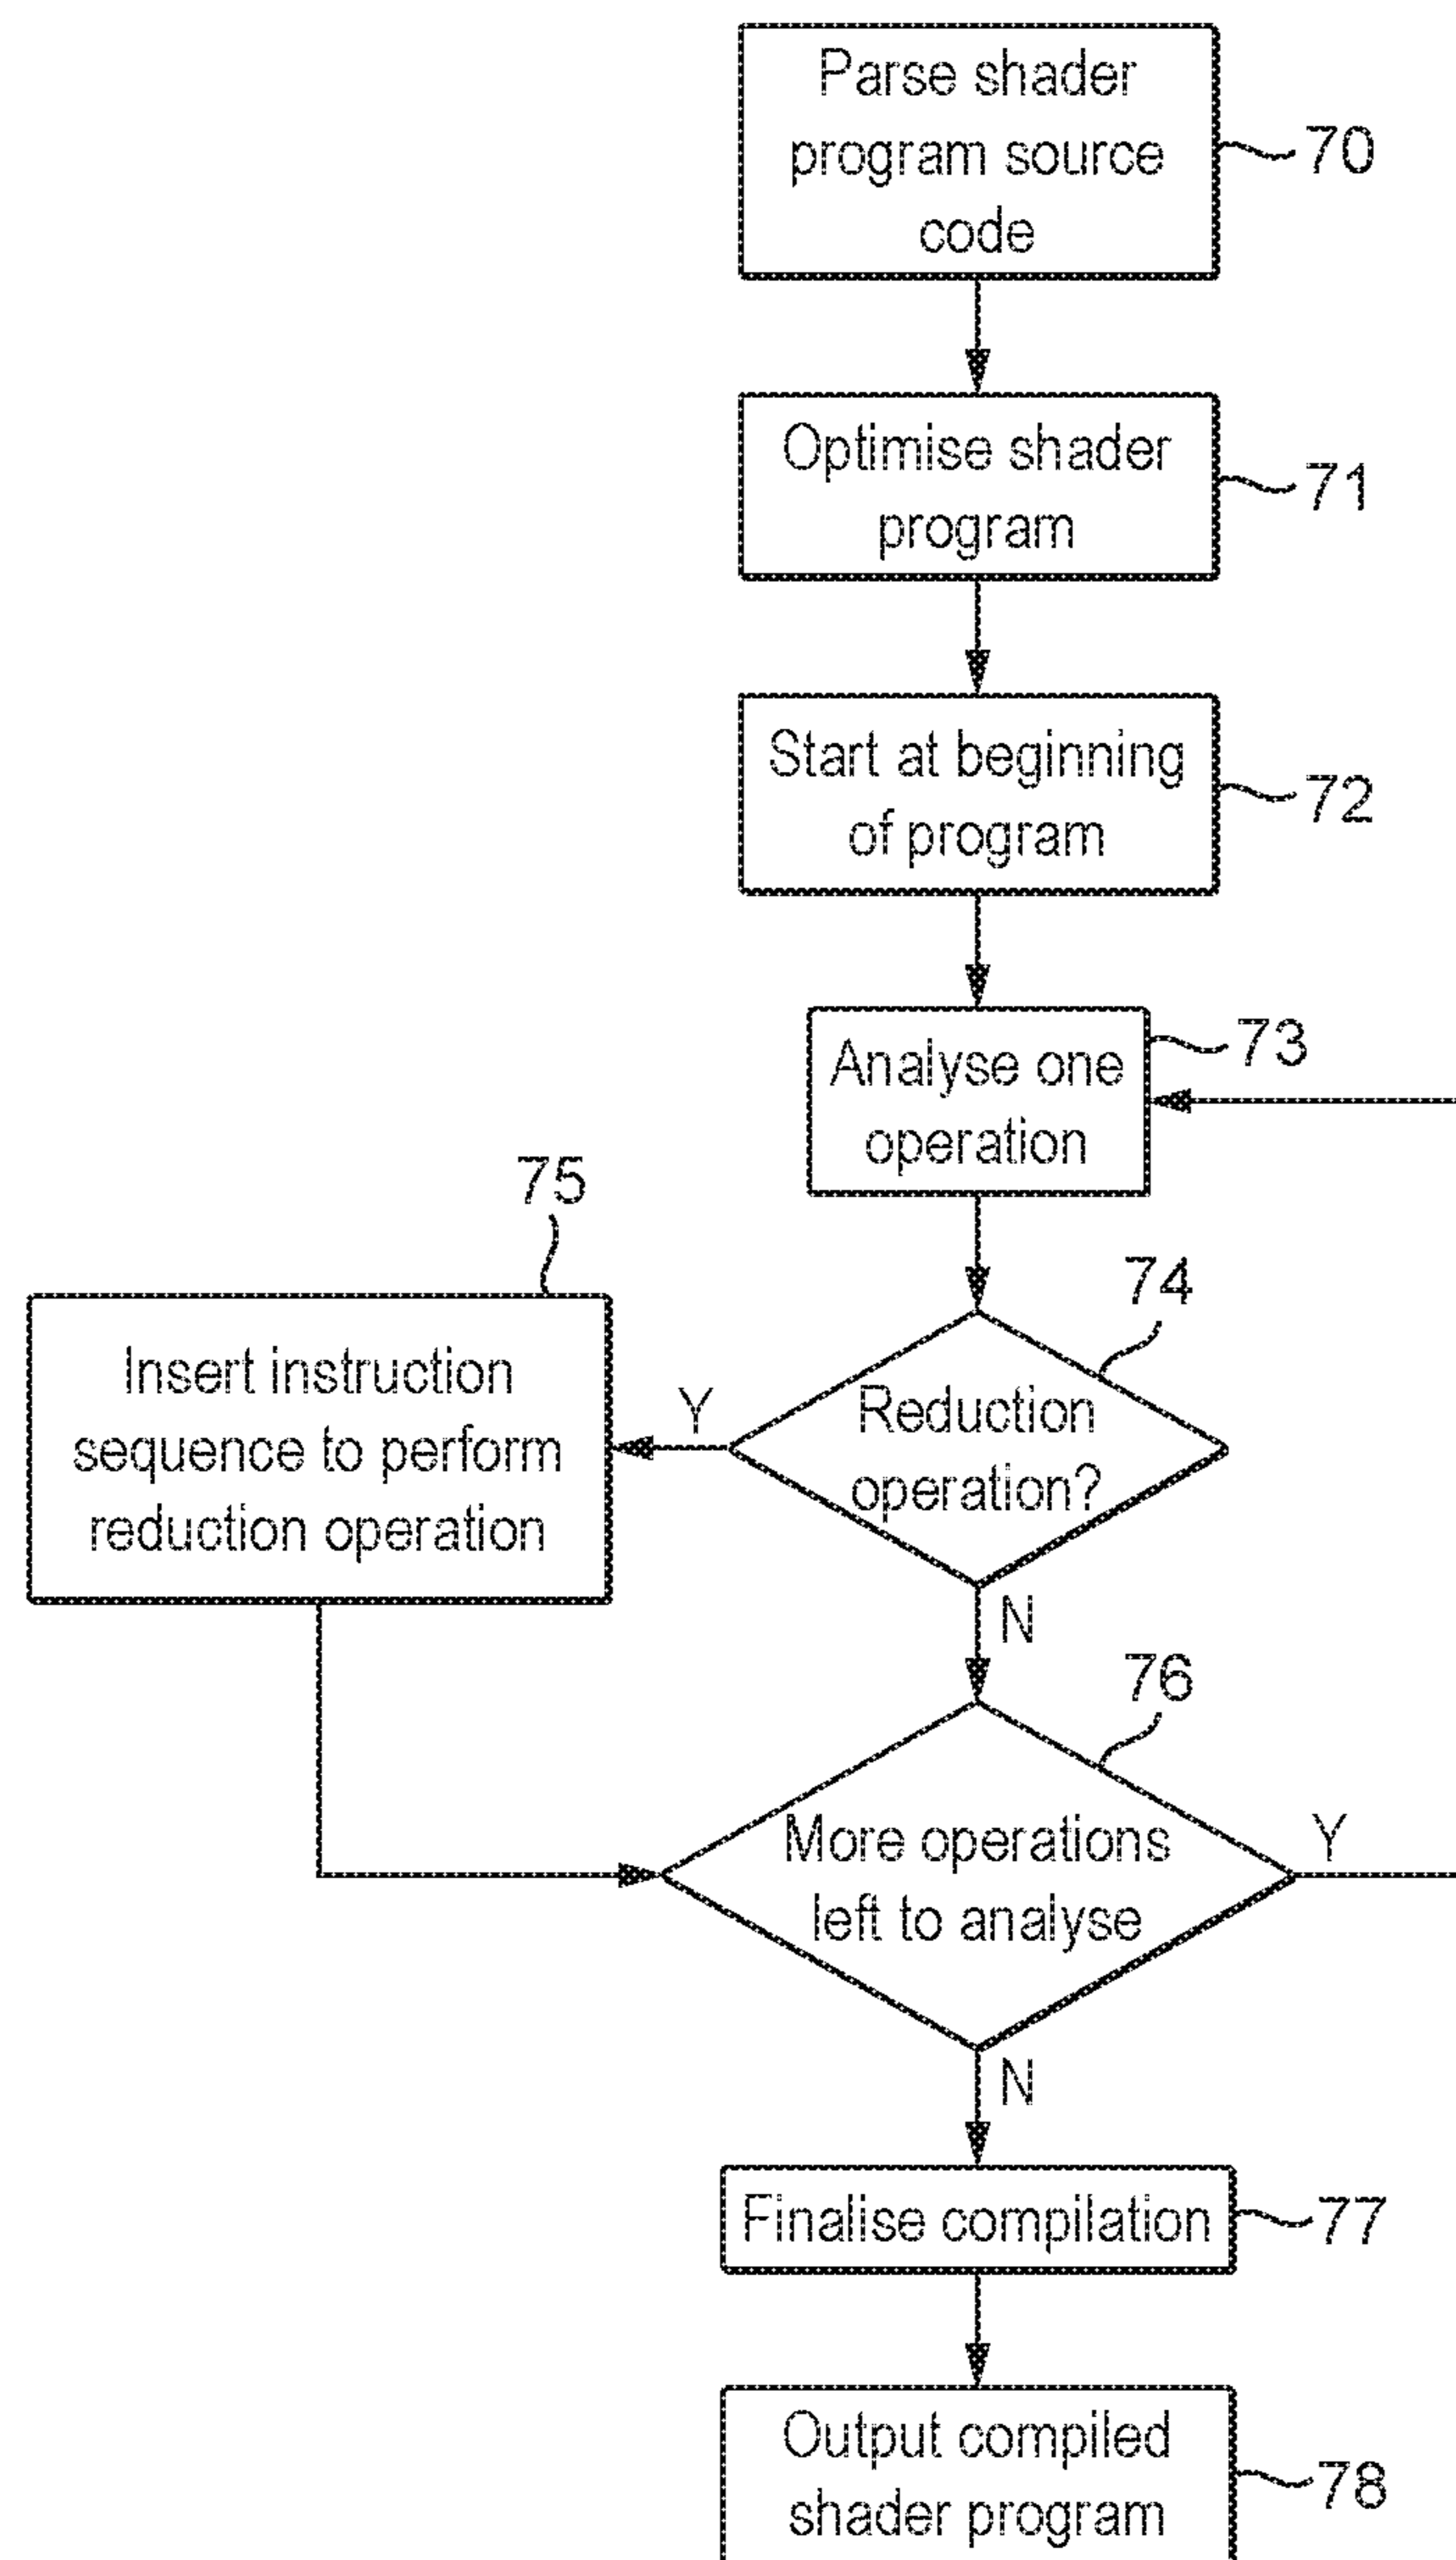 Parse shader
program source
code
70
Optimise shader
program
71
Start at beginning
of program
72
Analyse one
operation
73
74
Reduction
operation?
Y
N
75
Insert instruction
sequence to perform
reduction operation
76
More operations
left to analyse
Y
N
Finalise compilation
77
Output compiled
shader program
78